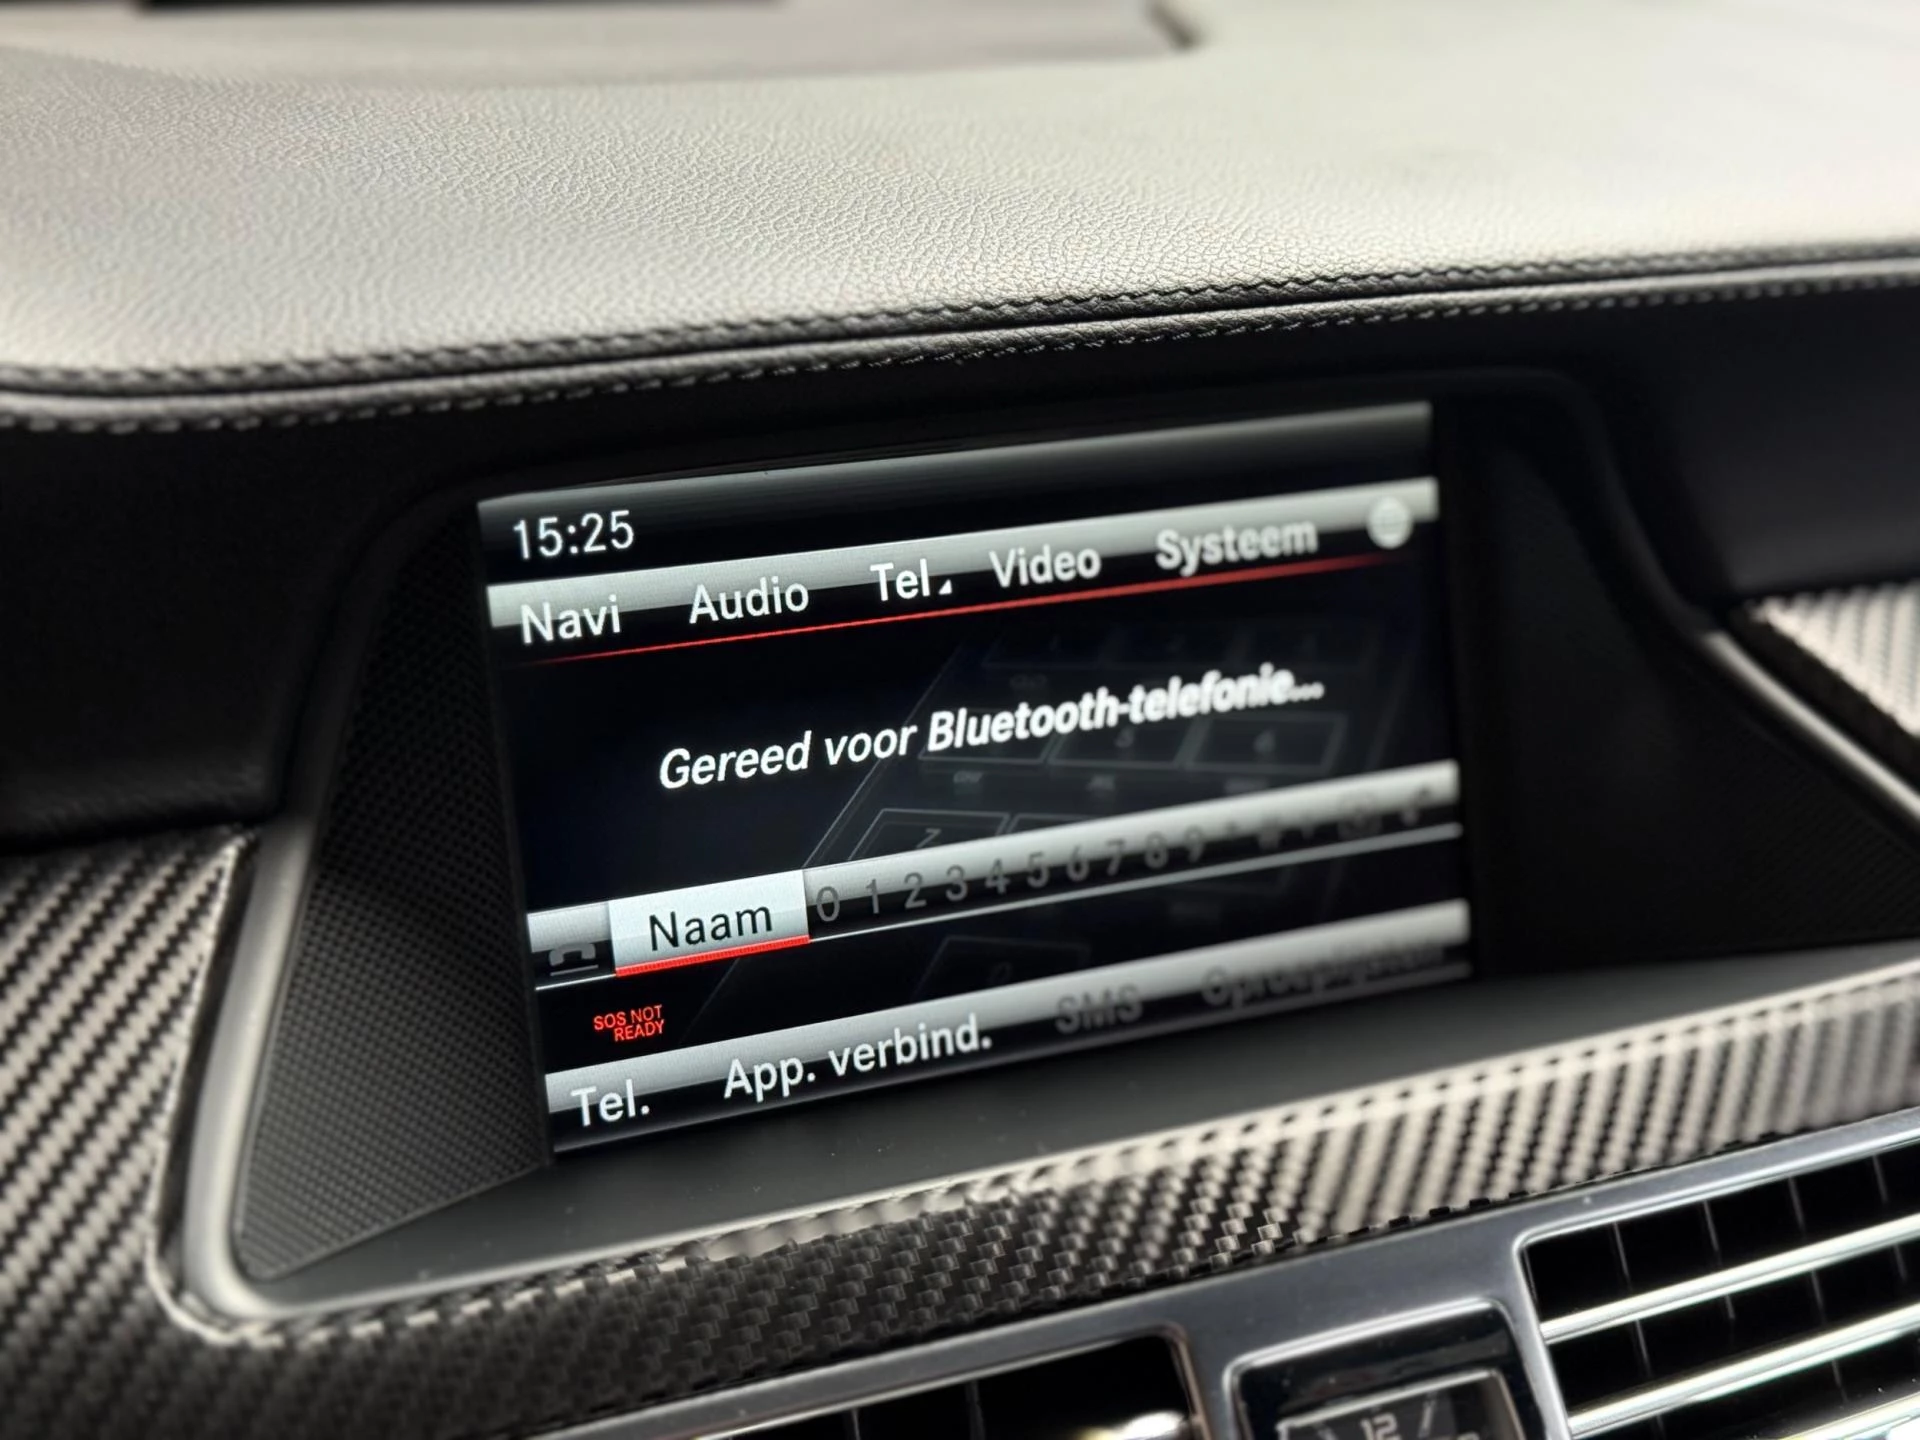 15:25
Navi Audio Tel Video Systeem
Gereed voor Bluetooth-telefonie...
Naam 0 1 2 3 4 5 6 7 8 9
SOS NOT
READY
Tel. App. verbind. SMS
12